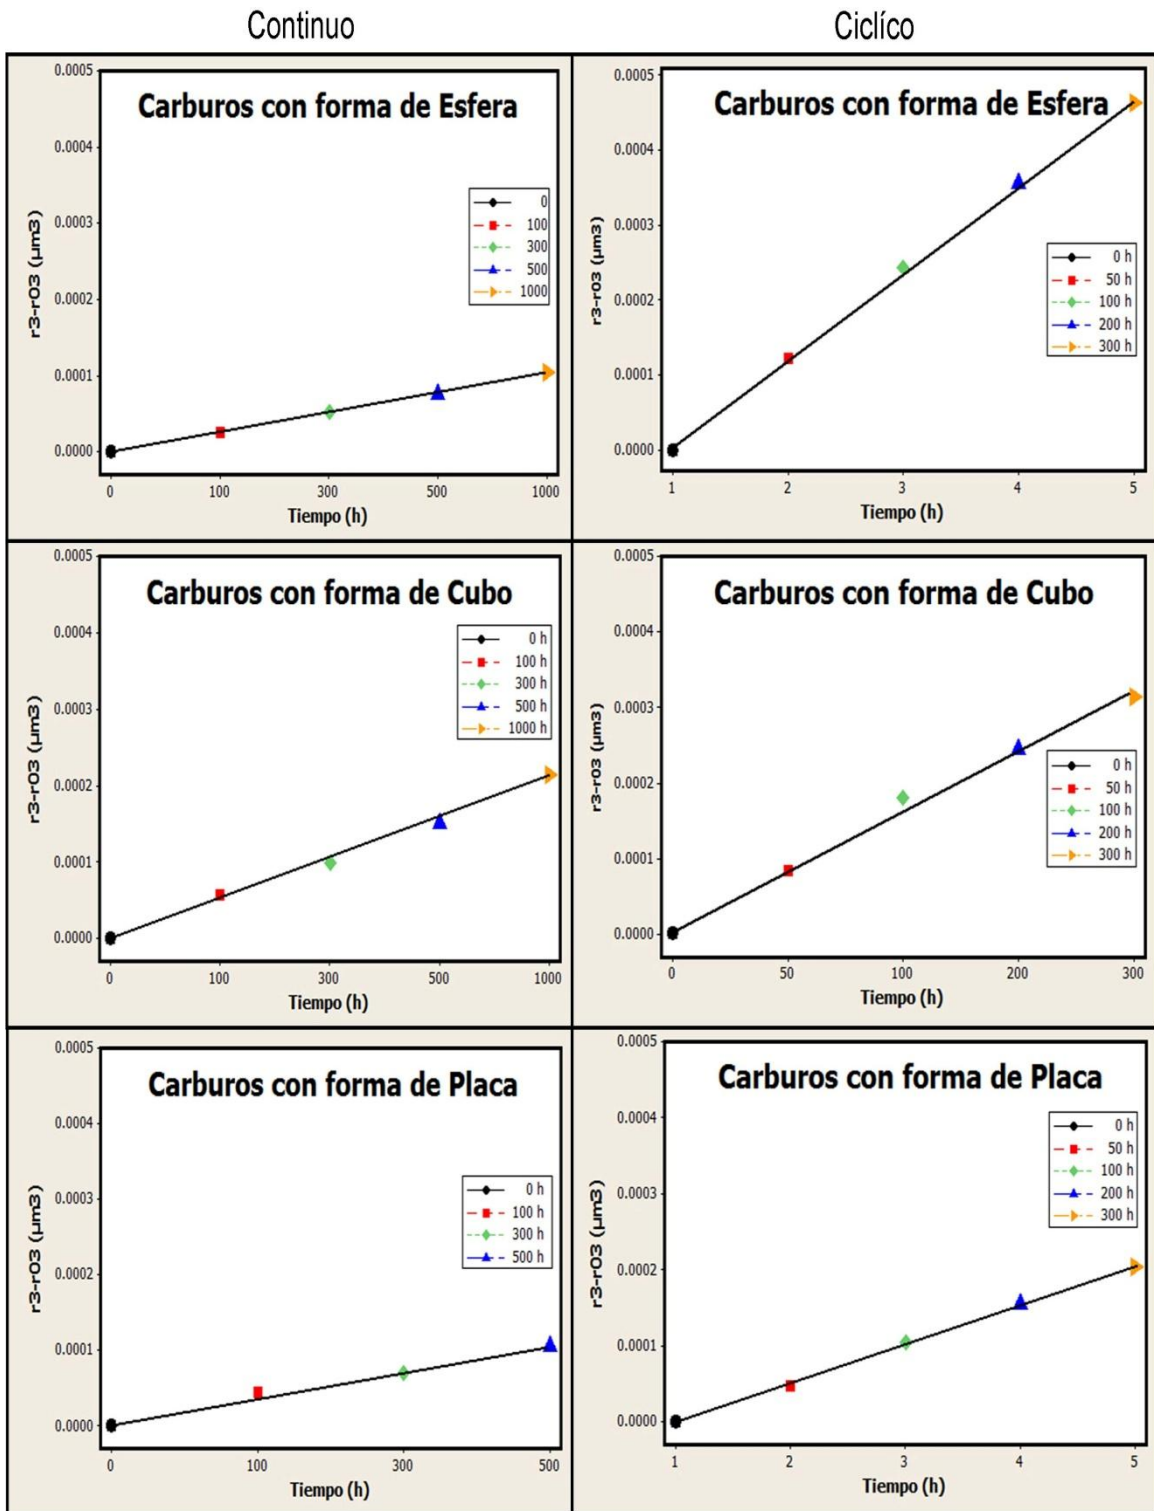 Continuo
Ciclíco
Carburos con forma de Esfera
r3-r03 (µm3)
0.0005
0.0004
0.0003
0.0002
0.0001
0.0000
0
100
300
500
1000
0
100
300
500
1000
Tiempo (h)
Carburos con forma de Esfera
r3-r03 (µm3)
0.0005
0.0004
0.0003
0.0002
0.0001
0.0000
0 h
50 h
100 h
200 h
300 h
1
2
3
4
5
Tiempo (h)
Carburos con forma de Cubo
r3-r03 (µm3)
0.0005
0.0004
0.0003
0.0002
0.0001
0.0000
0 h
100 h
300 h
500 h
1000 h
0
100
300
500
1000
Tiempo (h)
Carburos con forma de Cubo
r3-r03 (µm3)
0.0005
0.0004
0.0003
0.0002
0.0001
0.0000
0 h
50 h
100 h
200 h
300 h
0
50
100
200
300
Tiempo (h)
Carburos con forma de Placa
r3-r03 (µm3)
0.0005
0.0004
0.0003
0.0002
0.0001
0.0000
0 h
100 h
300 h
500 h
0
100
300
500
Tiempo (h)
Carburos con forma de Placa
r3-r03 (µm3)
0.0005
0.0004
0.0003
0.0002
0.0001
0.0000
0 h
50 h
100 h
200 h
300 h
1
2
3
4
5
Tiempo (h)